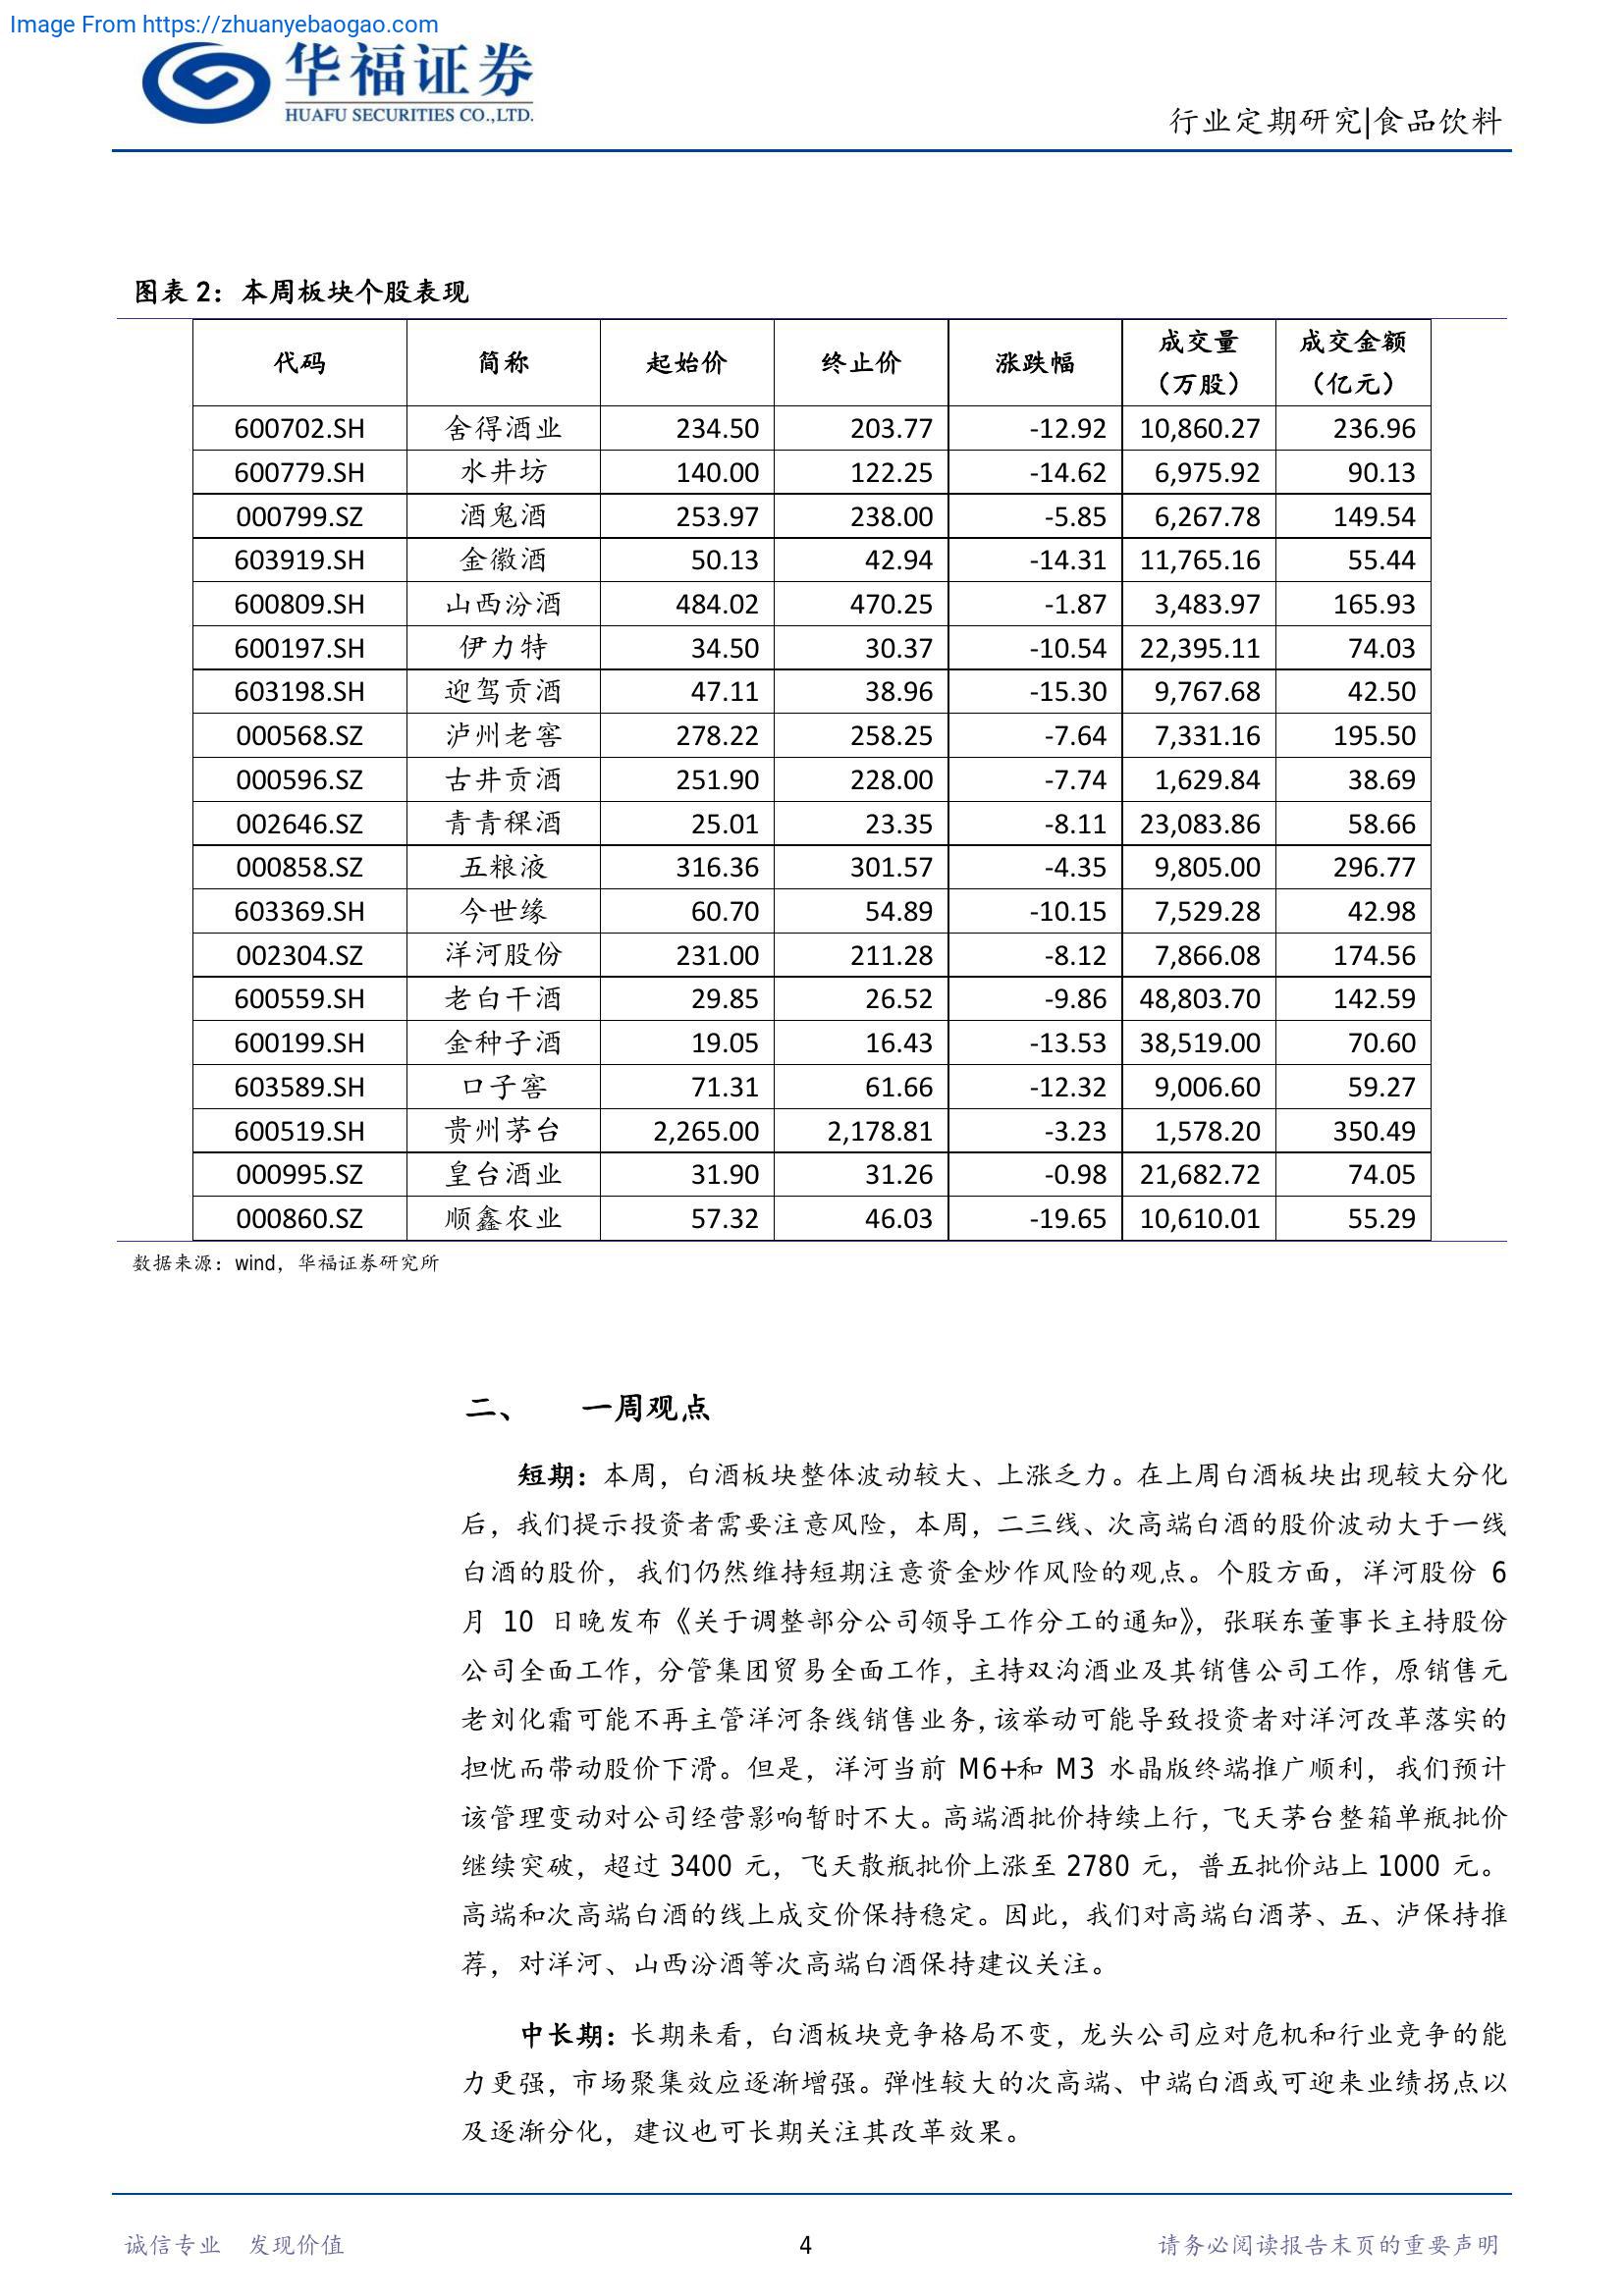 Image From https://zhuanyebaogao.com
华福证券
HUAFU SECURITIES CO.,LTD.
行业定期研究|食品饮料
图表 2：本周板块个股表现
代码 简称 起始价 终止价 涨跌幅 成交量（万股） 成交金额（亿元）
600702.SH 舍得酒业 234.50 203.77 -12.92 10,860.27 236.96
600779.SH 水井坊 140.00 122.25 -14.62 6,975.92 90.13
000799.SZ 酒鬼酒 253.97 238.00 -5.85 6,267.78 149.54
603919.SH 金徽酒 50.13 42.94 -14.31 11,765.16 55.44
600809.SH 山西汾酒 484.02 470.25 -1.87 3,483.97 165.93
600197.SH 伊力特 34.50 30.37 -10.54 22,395.11 74.03
603198.SH 迎驾贡酒 47.11 38.96 -15.30 9,767.68 42.50
000568.SZ 泸州老窖 278.22 258.25 -7.64 7,331.16 195.50
000596.SZ 古井贡酒 251.90 228.00 -7.74 1,629.84 38.69
002646.SZ 青青稞酒 25.01 23.35 -8.11 23,083.86 58.66
000858.SZ 五粮液 316.36 301.57 -4.35 9,805.00 296.77
603369.SH 今世缘 60.70 54.89 -10.15 7,529.28 42.98
002304.SZ 洋河股份 231.00 211.28 -8.12 7,866.08 174.56
600559.SH 老白干酒 29.85 26.52 -9.86 48,803.70 142.59
600199.SH 金种子酒 19.05 16.43 -13.53 38,519.00 70.60
603589.SH 口子窖 71.31 61.66 -12.32 9,006.60 59.27
600519.SH 贵州茅台 2,265.00 2,178.81 -3.23 1,578.20 350.49
000995.SZ 皇台酒业 31.90 31.26 -0.98 21,682.72 74.05
000860.SZ 顺鑫农业 57.32 46.03 -19.65 10,610.01 55.29
数据来源：wind，华福证券研究所
二、 一周观点
短期：本周，白酒板块整体波动较大、上涨乏力。在上周白酒板块出现较大分化
后，我们提示投资者需要注意风险，本周，二三线、次高端白酒的股价波动大于一线
白酒的股价，我们仍然维持短期注意资金炒作风险的观点。个股方面，洋河股份 6
月 10 日晚发布《关于调整部分公司领导工作分工的通知》，张联东董事长主持股份
公司全面工作，分管集团贸易全面工作，主持双沟酒业及其销售公司工作，原销售元
老刘化霜可能不再主管洋河条线销售业务，该举动可能导致投资者对洋河改革落实的
担忧而带动股价下滑。但是，洋河当前 M6+和 M3 水晶版终端推广顺利，我们预计
该管理变动对公司经营影响暂时不大。高端酒批价持续上行，飞天茅台整箱单瓶批价
继续突破，超过 3400 元，飞天散瓶批价上涨至 2780 元，普五批价站上 1000 元。
高端和次高端白酒的线上成交价保持稳定。因此，我们对高端白酒茅、五、泸保持推
荐，对洋河、山西汾酒等次高端白酒保持建议关注。
中长期：长期来看，白酒板块竞争格局不变，龙头公司应对危机和行业竞争的能
力更强，市场聚集效应逐渐增强。弹性较大的次高端、中端白酒或可迎来业绩拐点以
及逐渐分化，建议也可长期关注其改革效果。
诚信专业 发现价值 4 请务必阅读报告末页的重要声明